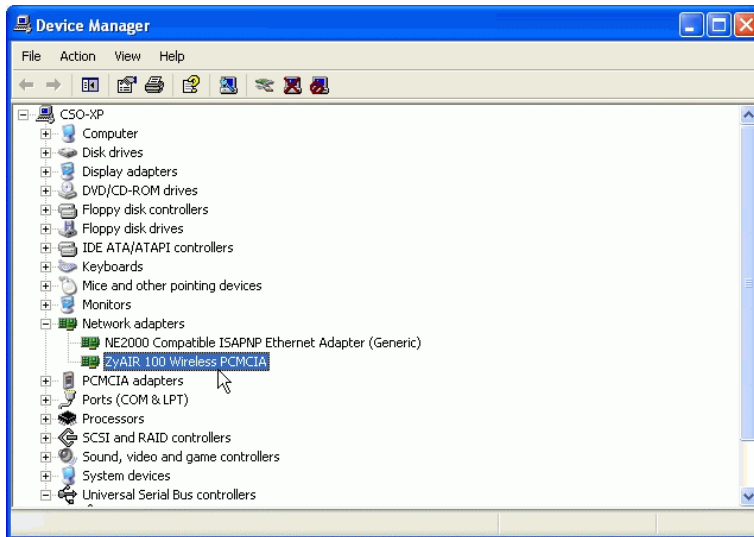 Device Manager
File Action View Help
CSO-XP
Computer
Disk drives
Display adapters
DVD/CD-ROM drives
Floppy disk controllers
Floppy disk drives
IDE ATA/ATAPI controllers
Keyboards
Mice and other pointing devices
Monitors
Network adapters
NE2000 Compatible ISAPNP Ethernet Adapter (Generic)
ZyAIR 100 Wireless PCMCIA
PCMCIA adapters
Ports (COM & LPT)
Processors
SCSI and RAID controllers
Sound, video and game controllers
System devices
Universal Serial Bus controllers